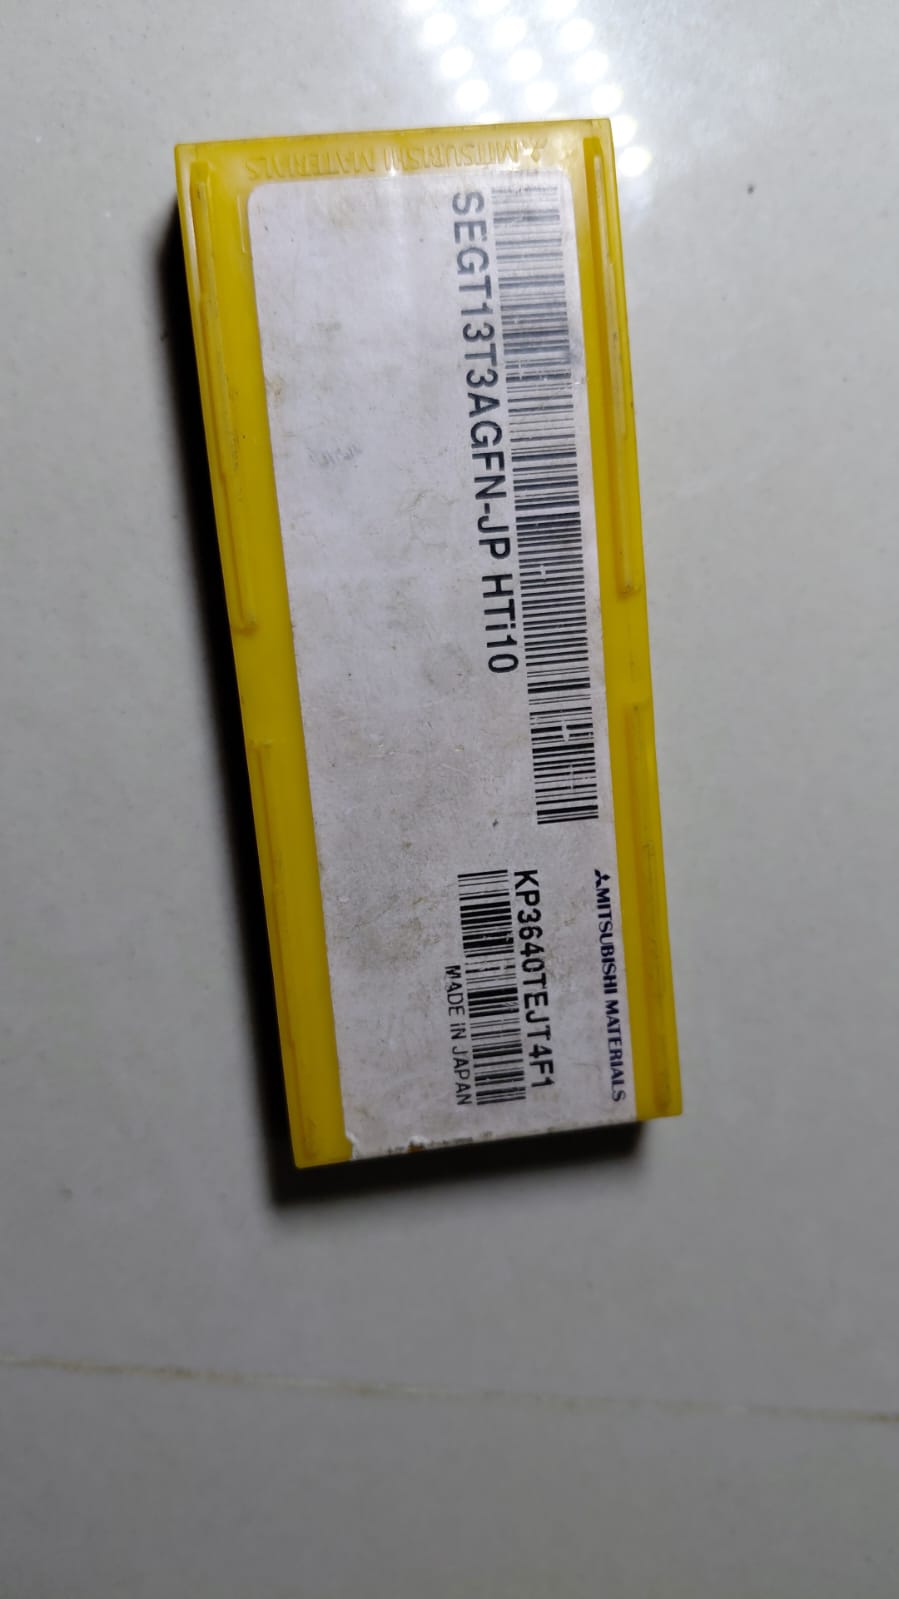 MITSUBISHI MATERIALS
MITSUBISHI MATERIALS
SEGT13T3AGFN-JP HTi10
KP3640TEJT4F1
MADE IN JAPAN